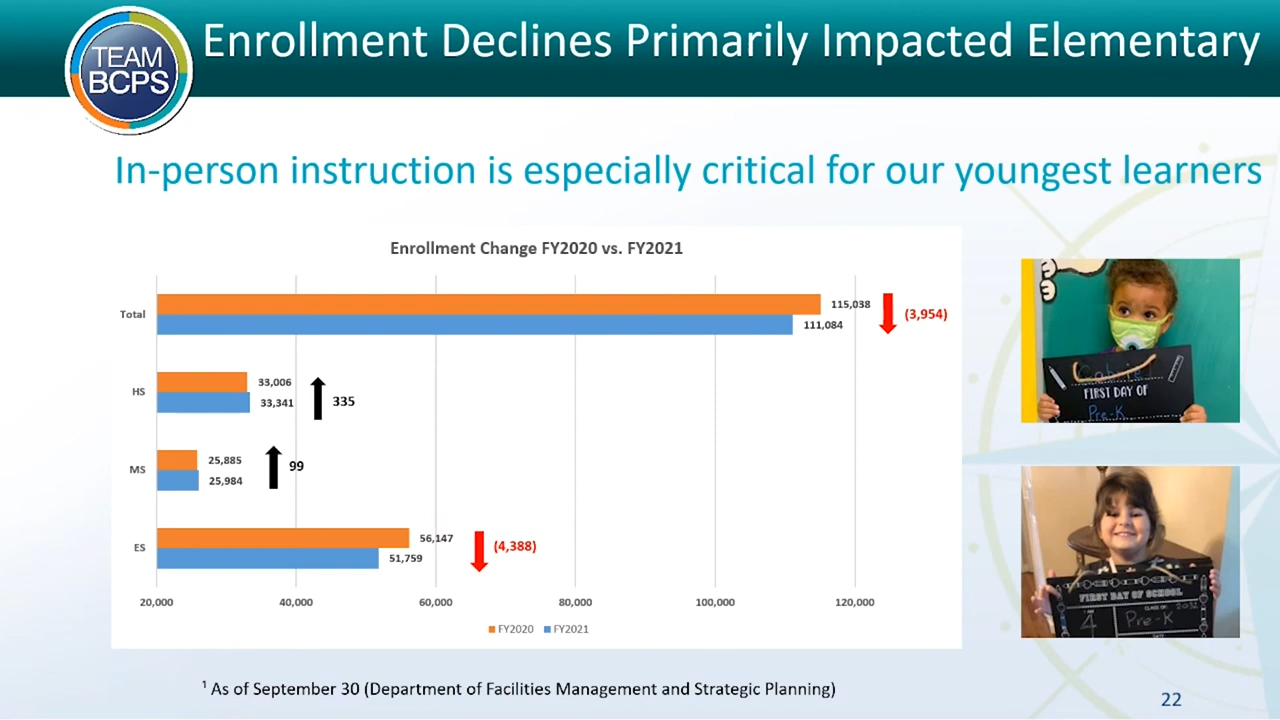 TEAM
BCPS
Enrollment Declines Primarily Impacted Elementary
In-person instruction is especially critical for our youngest learners
Enrollment Change FY2020 vs. FY2021
Total
115,038
111,084
(3,954)
HS
33,006
33,341
335
MS
25,885
25,984
99
ES
56,147
51,759
(4,388)
20,000 40,000 60,000 80,000 100,000 120,000
FY2020 FY2021
Gabriel
FIRST DAY OF
Pre-K
FIRST DAY OF SCHOOL
I AM
4
CLASS OF:
Pre-K
1 As of September 30 (Department of Facilities Management and Strategic Planning)
22